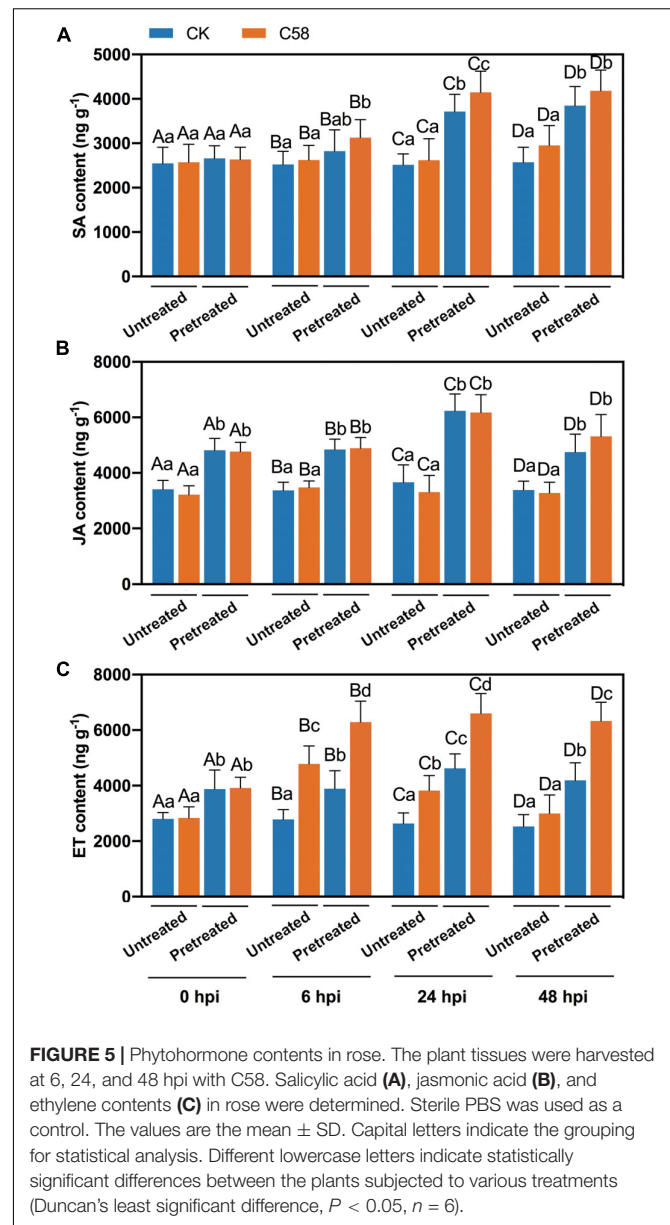 A
CK C58
SA content (ng g-1)
5000
4000
3000
2000
1000
0
Aa Aa Aa Aa Ba Ba Bab Bb Ca Ca Cb Cc Da Da Db Db
Untreated Pretreated Untreated Pretreated Untreated Pretreated Untreated Pretreated
B
JA content (ng g-1)
8000
6000
4000
2000
0
Aa Aa Ab Ab Ba Ba Bb Bb Ca Ca Cb Cb Da Da Db Db
Untreated Pretreated Untreated Pretreated Untreated Pretreated Untreated Pretreated
C
ET content (ng g-1)
8000
6000
4000
2000
0
Aa Aa Ab Ab Ba Bc Bb Bd Ca Cb Cc Cd Da Da Db Dc
Untreated Pretreated Untreated Pretreated Untreated Pretreated Untreated Pretreated
0 hpi 6 hpi 24 hpi 48 hpi
FIGURE 5 | Phytohormone contents in rose. The plant tissues were harvested
at 6, 24, and 48 hpi with C58. Salicylic acid (A), jasmonic acid (B), and
ethylene contents (C) in rose were determined. Sterile PBS was used as a
control. The values are the mean ± SD. Capital letters indicate the grouping
for statistical analysis. Different lowercase letters indicate statistically
significant differences between the plants subjected to various treatments
(Duncan's least significant difference, P < 0.05, n = 6).